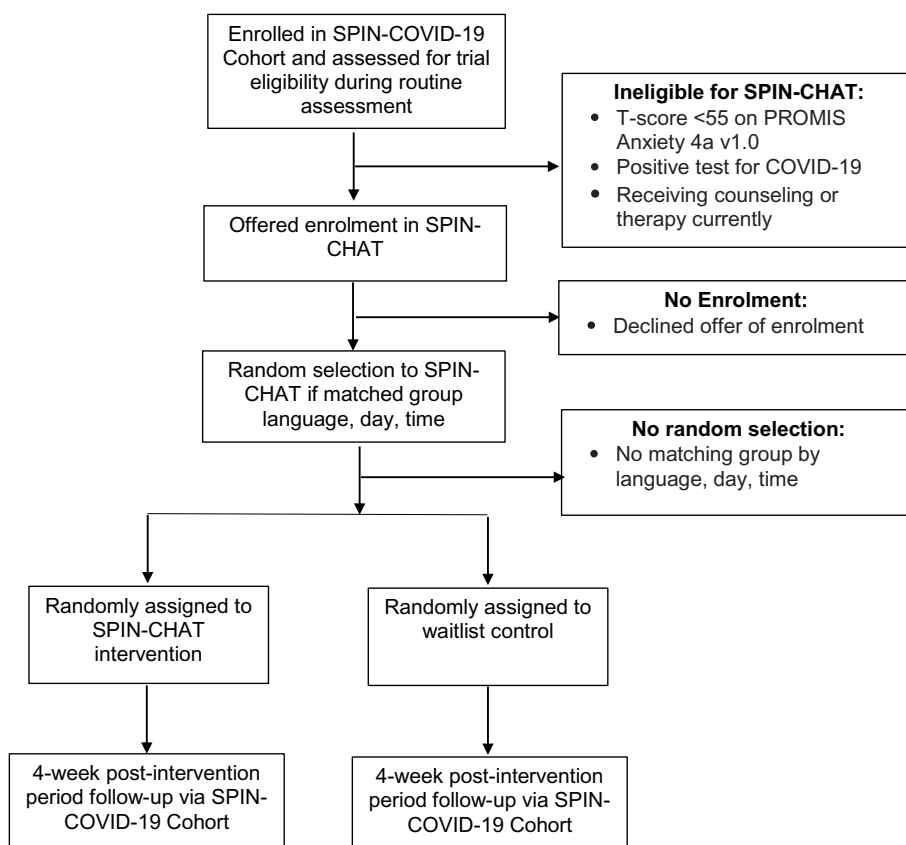 Enrolled in SPIN-COVID-19
Cohort and assessed for trial
eligibility during routine
assessment
Ineligible for SPIN-CHAT:
• T-score <55 on PROMIS
Anxiety 4a v1.0
• Positive test for COVID-19
• Receiving counseling or
therapy currently
Offered enrolment in SPIN-
CHAT
No Enrolment:
• Declined offer of enrolment
Random selection to SPIN-
CHAT if matched group
language, day, time
No random selection:
• No matching group by
language, day, time
Randomly assigned to
SPIN-CHAT
intervention
Randomly assigned to
waitlist control
4-week post-intervention
period follow-up via SPIN-
COVID-19 Cohort
4-week post-intervention
period follow-up via SPIN-
COVID-19 Cohort